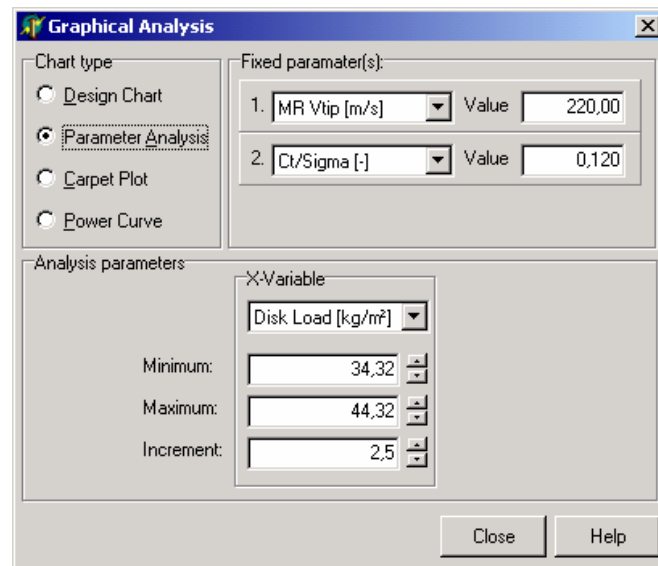 Graphical Analysis
Chart type
Design Chart
Parameter Analysis
Carpet Plot
Power Curve
Fixed paramater(s):
1. MR Vtip [m/s] Value 220,00
2. Ct/Sigma [-] Value 0,120
Analysis parameters
X-Variable
Disk Load [kg/m²]
Minimum: 34,32
Maximum: 44,32
Increment: 2,5
Close Help